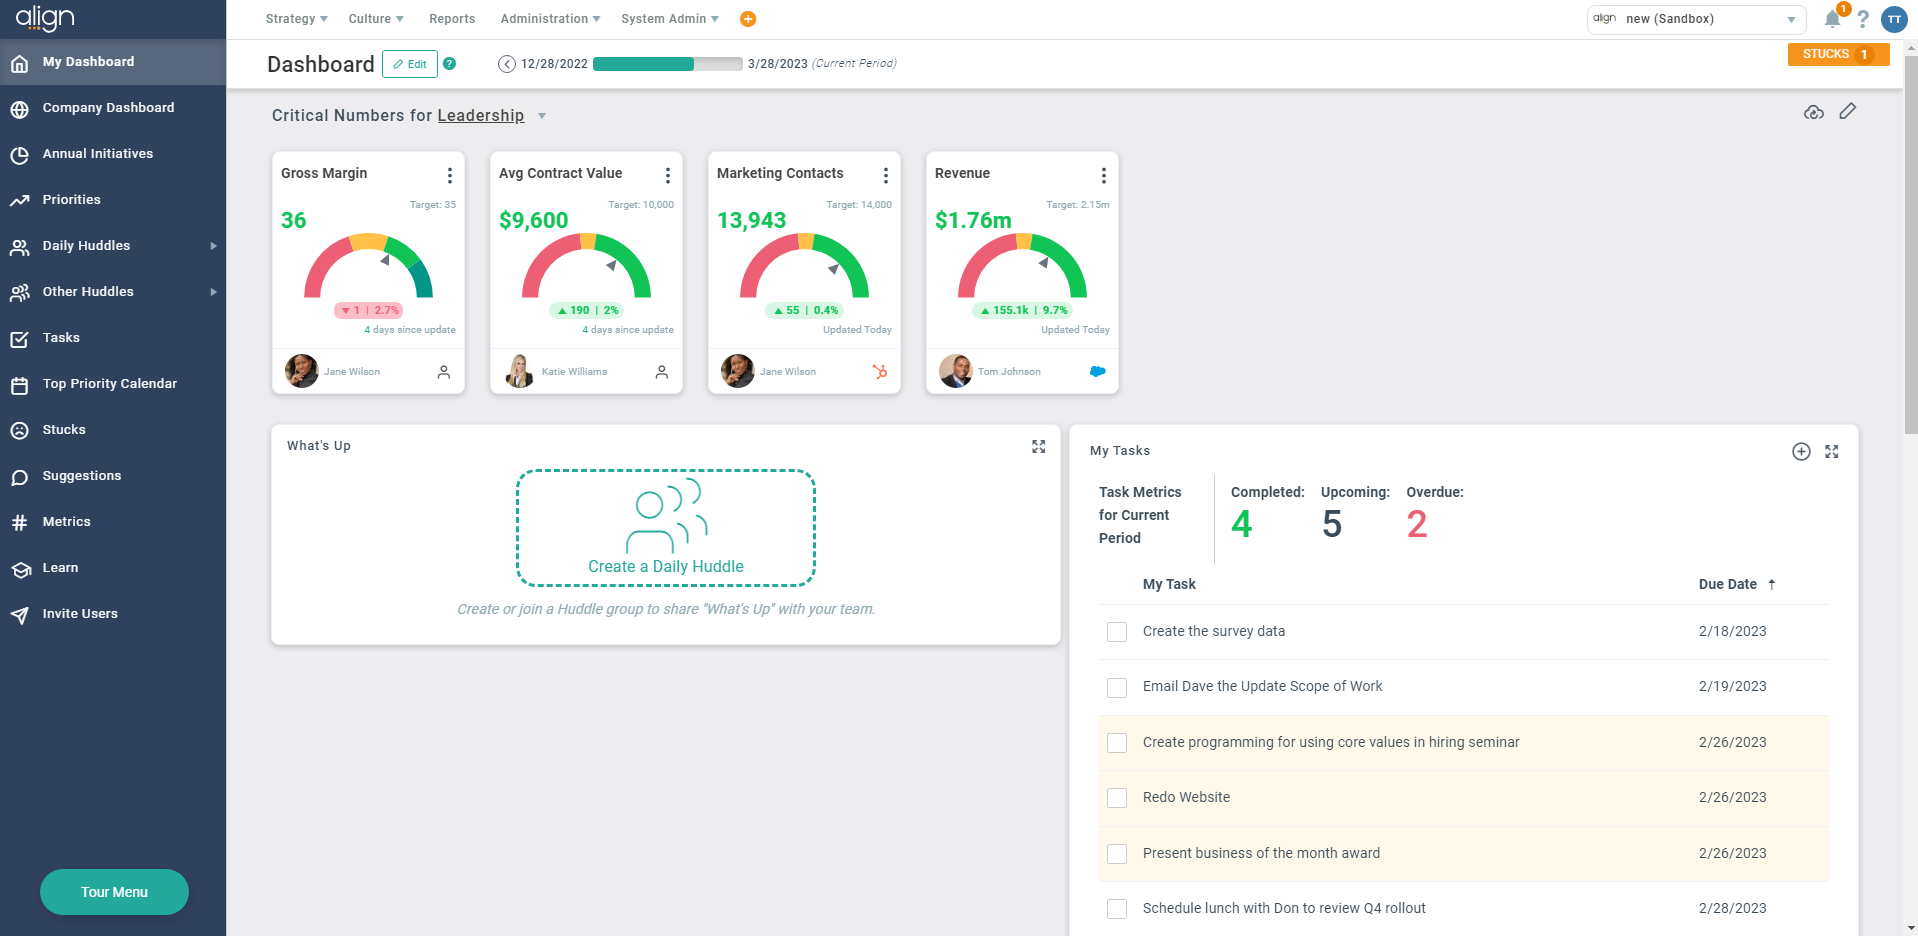 align
Strategy
Culture
Reports
Administration
System Admin
align new (Sandbox)
1
?
TT
My Dashboard
Company Dashboard
Annual Initiatives
Priorities
Daily Huddles
Other Huddles
Tasks
Top Priority Calendar
Stucks
Suggestions
Metrics
Learn
Invite Users
Tour Menu
Dashboard
Edit
?
12/28/2022
3/28/2023 (Current Period)
STUCKS 1
Critical Numbers for Leadership
Gross Margin
Target: 35
36
1 | 2.7%
4 days since update
Jane Wilson
Avg Contract Value
Target: 10,000
$9,600
190 | 2%
4 days since update
Katie Williams
Marketing Contacts
Target: 14,000
13,943
55 | 0.4%
Updated Today
Jane Wilson
Revenue
Target: 2.15m
$1.76m
155.1k | 9.7%
Updated Today
Tom Johnson
What's Up
Create a Daily Huddle
Create or join a Huddle group to share "What's Up" with your team.
My Tasks
Task Metrics
for Current
Period
Completed:
4
Upcoming:
5
Overdue:
2
My Task Due Date
Create the survey data 2/18/2023
Email Dave the Update Scope of Work 2/19/2023
Create programming for using core values in hiring seminar 2/26/2023
Redo Website 2/26/2023
Present business of the month award 2/26/2023
Schedule lunch with Don to review Q4 rollout 2/28/2023